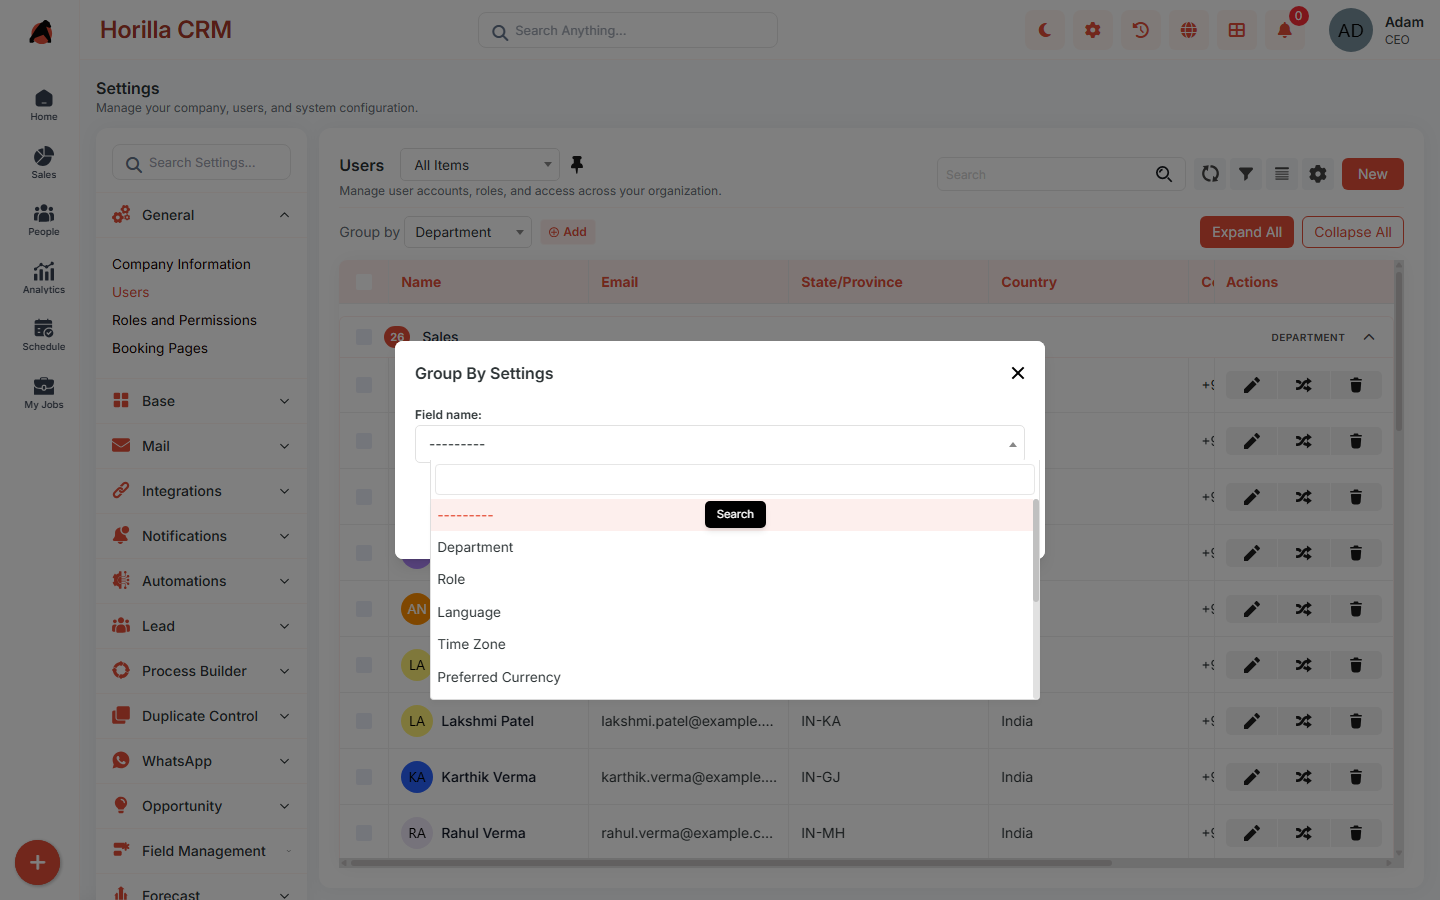 Horilla CRM
Search Anything...
0
AD
Adam
CEO
Home
Sales
People
Analytics
Schedule
My Jobs
Settings
Manage your company, users, and system configuration.
Search Settings...
General
Company Information
Users
Roles and Permissions
Booking Pages
Base
Mail
Integrations
Notifications
Automations
Lead
Process Builder
Duplicate Control
WhatsApp
Opportunity
Field Management
Forecast
Users
All Items
Manage user accounts, roles, and access across your organization.
Search
New
Group by
Department
Add
Expand All
Collapse All
Name Email State/Province Country Actions
26 Sales DEPARTMENT
Group By Settings
Field name:
---------
---------
Search
Department
Role
Language
Time Zone
Preferred Currency
AN
LA
LA Lakshmi Patel lakshmi.patel@example.... IN-KA India
KA Karthik Verma karthik.verma@example.... IN-GJ India
RA Rahul Verma rahul.verma@example.c... IN-MH India